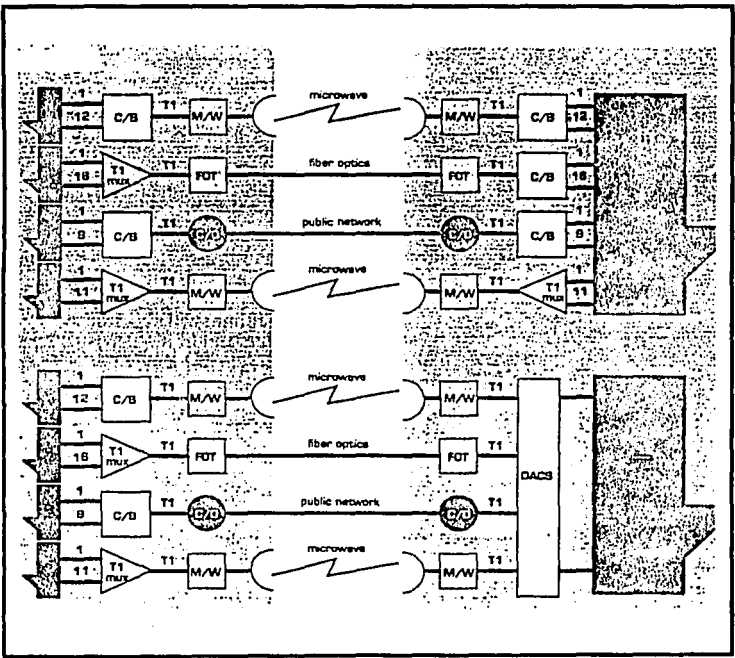 microwave
1 T1 T1 1
12 C/B M/W M/W C/B 12
fiber optics
1 T1 T1 1
16 T1 mux FOT FOT C/B 16
public network
1 T1 T1 1
8 C/B C/O C/O C/B 8
microwave
1 T1 T1 1
11 T1 mux M/W M/W T1 mux 11
microwave
1 T1 T1
12 C/B M/W M/W
fiber optics
1 T1 T1
16 T1 mux FOT FOT
DACS
public network
1 T1 T1
8 C/B C/O C/O
microwave
1 T1 T1
11 T1 mux M/W M/W